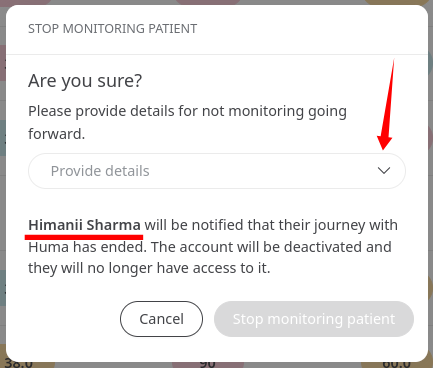 STOP MONITORING PATIENT
Are you sure?
Please provide details for not monitoring going
forward.
Provide details
Himanii Sharma will be notified that their journey with
Huma has ended. The account will be deactivated and
they will no longer have access to it.
Cancel Stop monitoring patient
38.0 90 60.0